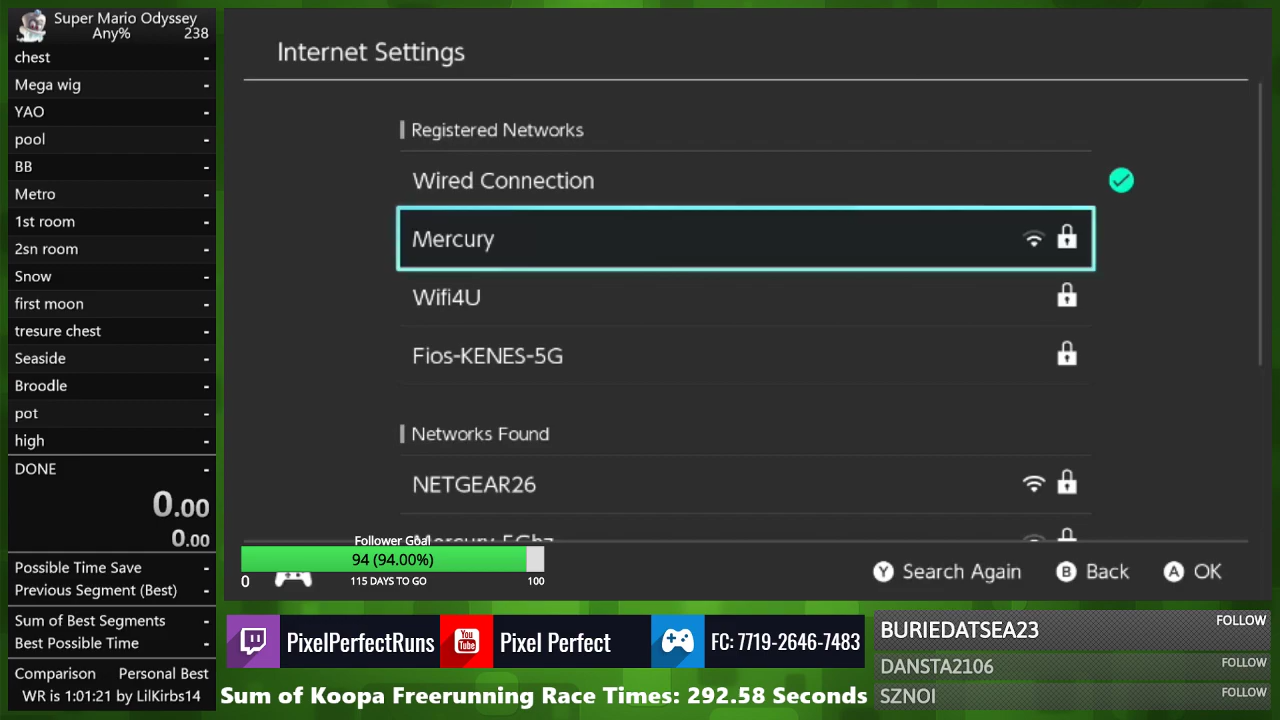 Super Mario Odyssey
Any% 238
chest -
Mega wig -
YAO -
pool -
BB -
Metro -
1st room -
2sn room -
Snow -
first moon -
tresure chest -
Seaside -
Broodle -
pot -
high -
DONE -
0.00
0.00
Possible Time Save -
Previous Segment (Best) -
Sum of Best Segments -
Best Possible Time -
Comparison Personal Best
WR is 1:01:21 by LilKirbs14
Internet Settings
Registered Networks
Wired Connection
Mercury
Wifi4U
Fios-KENES-5G
Networks Found
NETGEAR26
Mercury-5Ghz
Follower Goal
94 (94.00%)
0 115 DAYS TO GO 100
Y Search Again B Back A OK
PixelPerfectRuns
You Tube Pixel Perfect
FC: 7719-2646-7483
BURIEDATSEA23 FOLLOW
DANSTA2106 FOLLOW
SZNOI FOLLOW
Sum of Koopa Freerunning Race Times: 292.58 Seconds